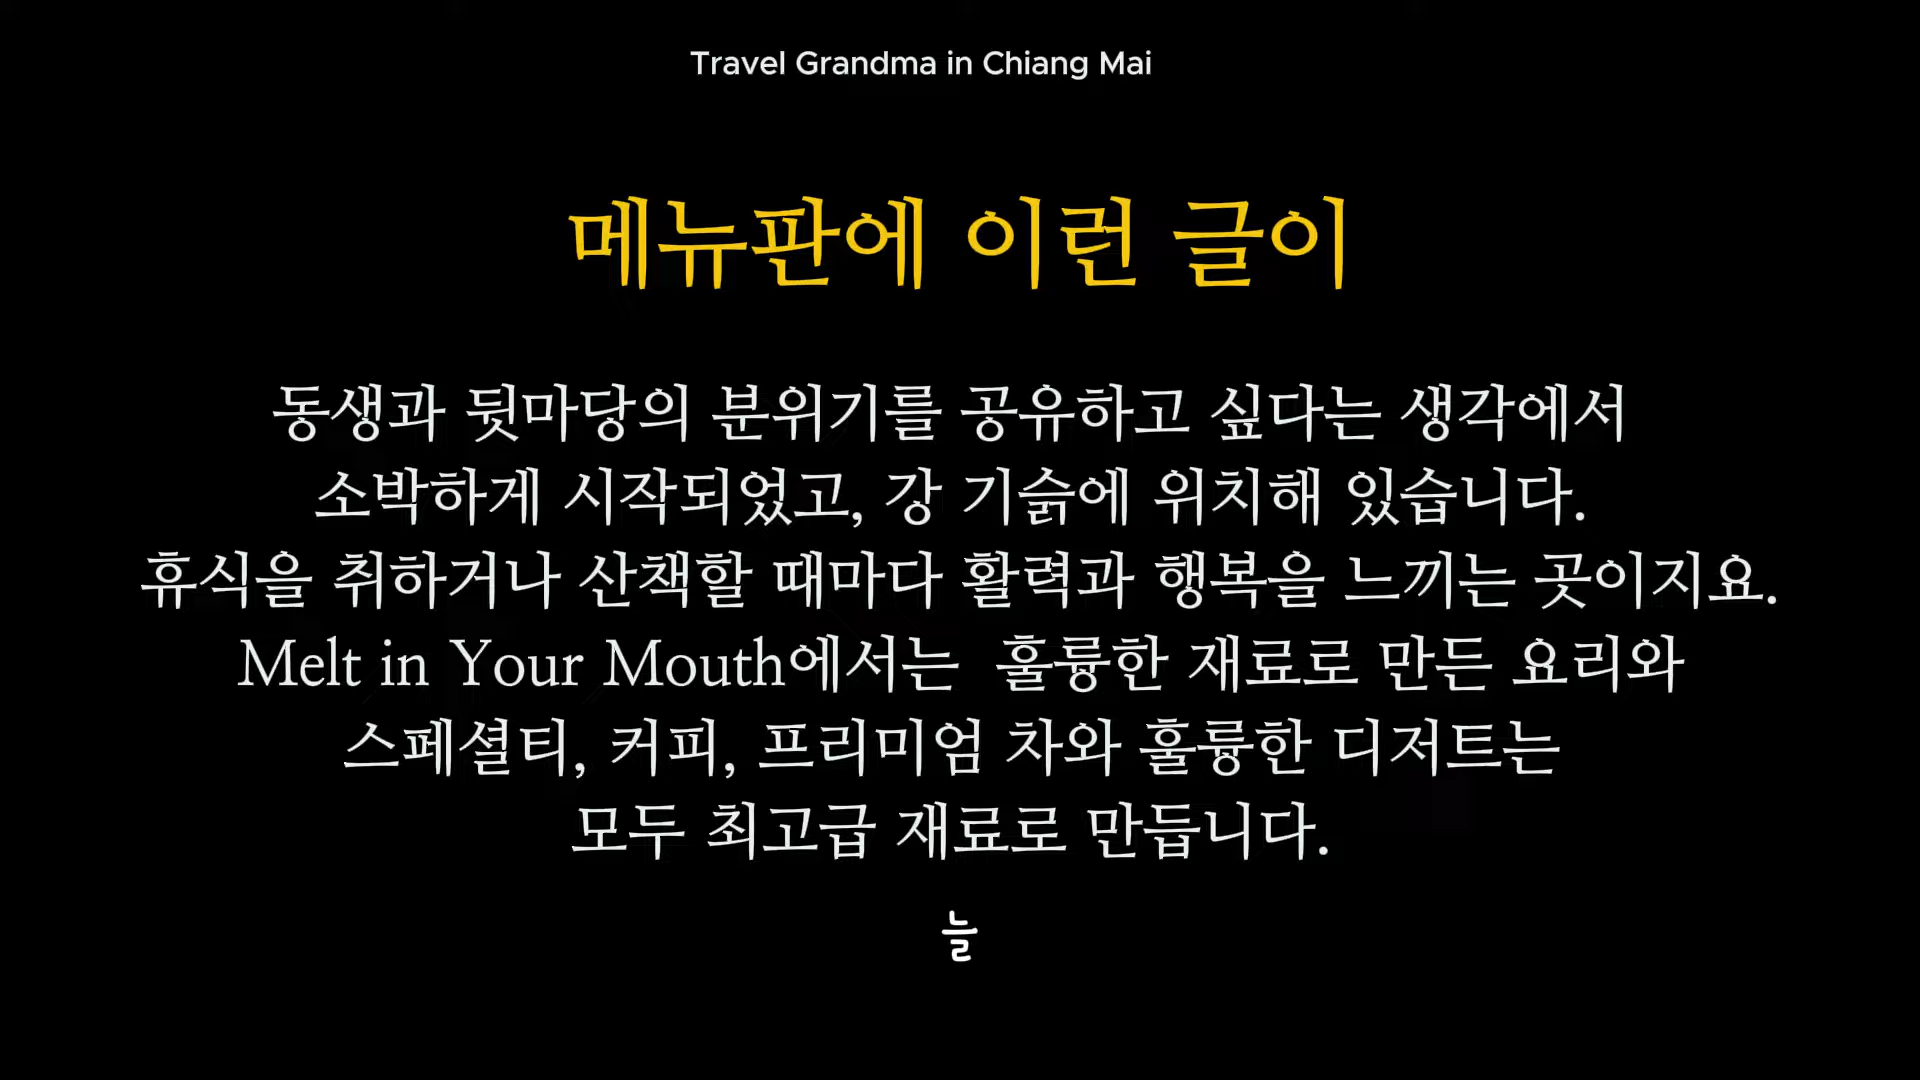 Travel Grandma in Chiang Mai
메뉴판에 이런 글이
동생과 뒷마당의 분위기를 공유하고 싶다는 생각에서
소박하게 시작되었고, 강 기슭에 위치해 있습니다.
휴식을 취하거나 산책할 때마다 활력과 행복을 느끼는 곳이지요.
Melt in Your Mouth에서는 훌륭한 재료로 만든 요리와
스페셜티, 커피, 프리미엄 차와 훌륭한 디저트는
모두 최고급 재료로 만듭니다.
늘